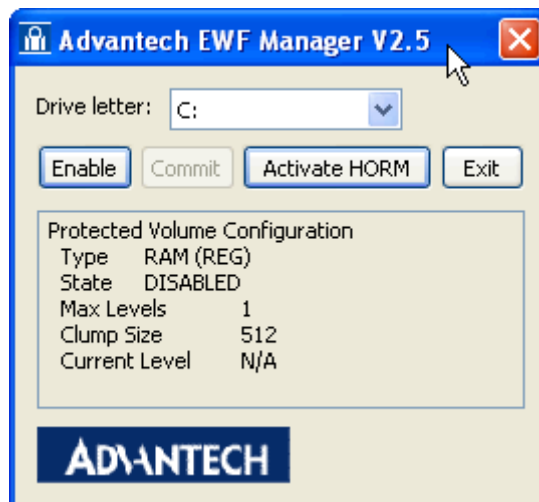 Advantech EWF Manager V2.5
Drive letter: C:
Enable Commit Activate HORM Exit
Protected Volume Configuration
Type RAM (REG)
State DISABLED
Max Levels 1
Clump Size 512
Current Level N/A
ADVANTECH